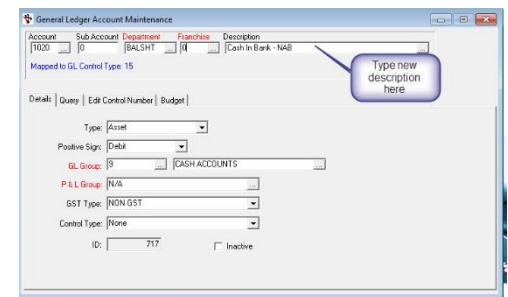 General Ledger Account Maintenance
Account Sub Account Department Franchise Description
1020 ... 0 BALSHT ... 0 ... Cash In Bank - NAB ...
Mapped to GL Control Type: 15
Type new
description
here
Details Query Edit Control Number Budget
Type: Asset
Positive Sign: Debit
GL Group: 9 ... CASH ACCOUNTS ...
P & L Group: N/A ...
GST Type: NON GST
Control Type: None
ID: 717 Inactive